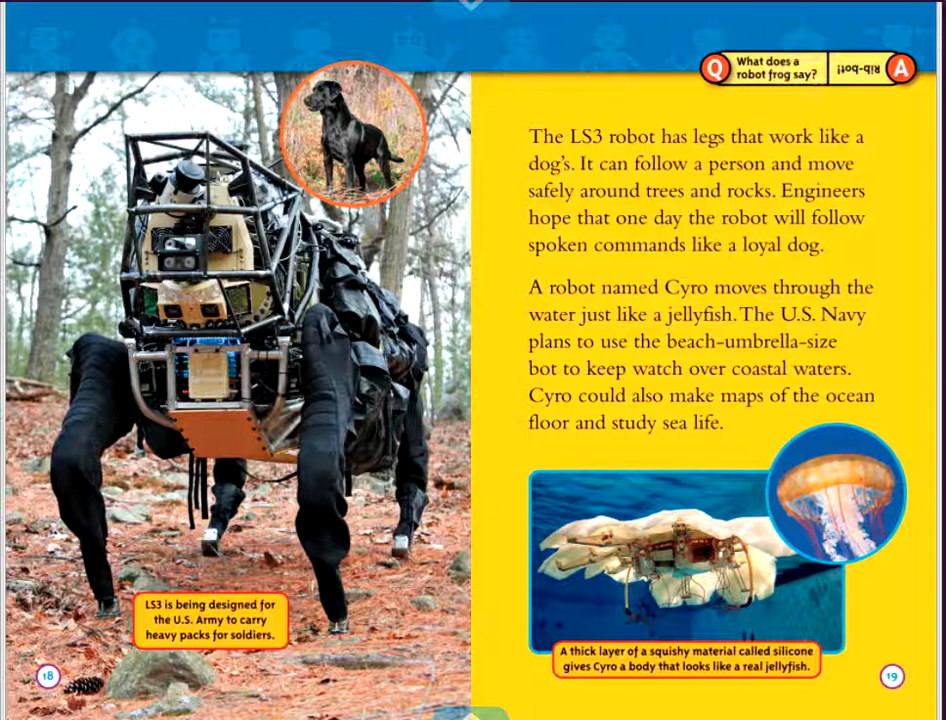 Q What does a
robot frog say?
Rib-bot! A
The LS3 robot has legs that work like a
dog's. It can follow a person and move
safely around trees and rocks. Engineers
hope that one day the robot will follow
spoken commands like a loyal dog.
A robot named Cyro moves through the
water just like a jellyfish. The U.S. Navy
plans to use the beach-umbrella-size
bot to keep watch over coastal waters.
Cyro could also make maps of the ocean
floor and study sea life.
LS3 is being designed for
the U.S. Army to carry
heavy packs for soldiers.
A thick layer of a squishy material called silicone
gives Cyro a body that looks like a real jellyfish.
18
19